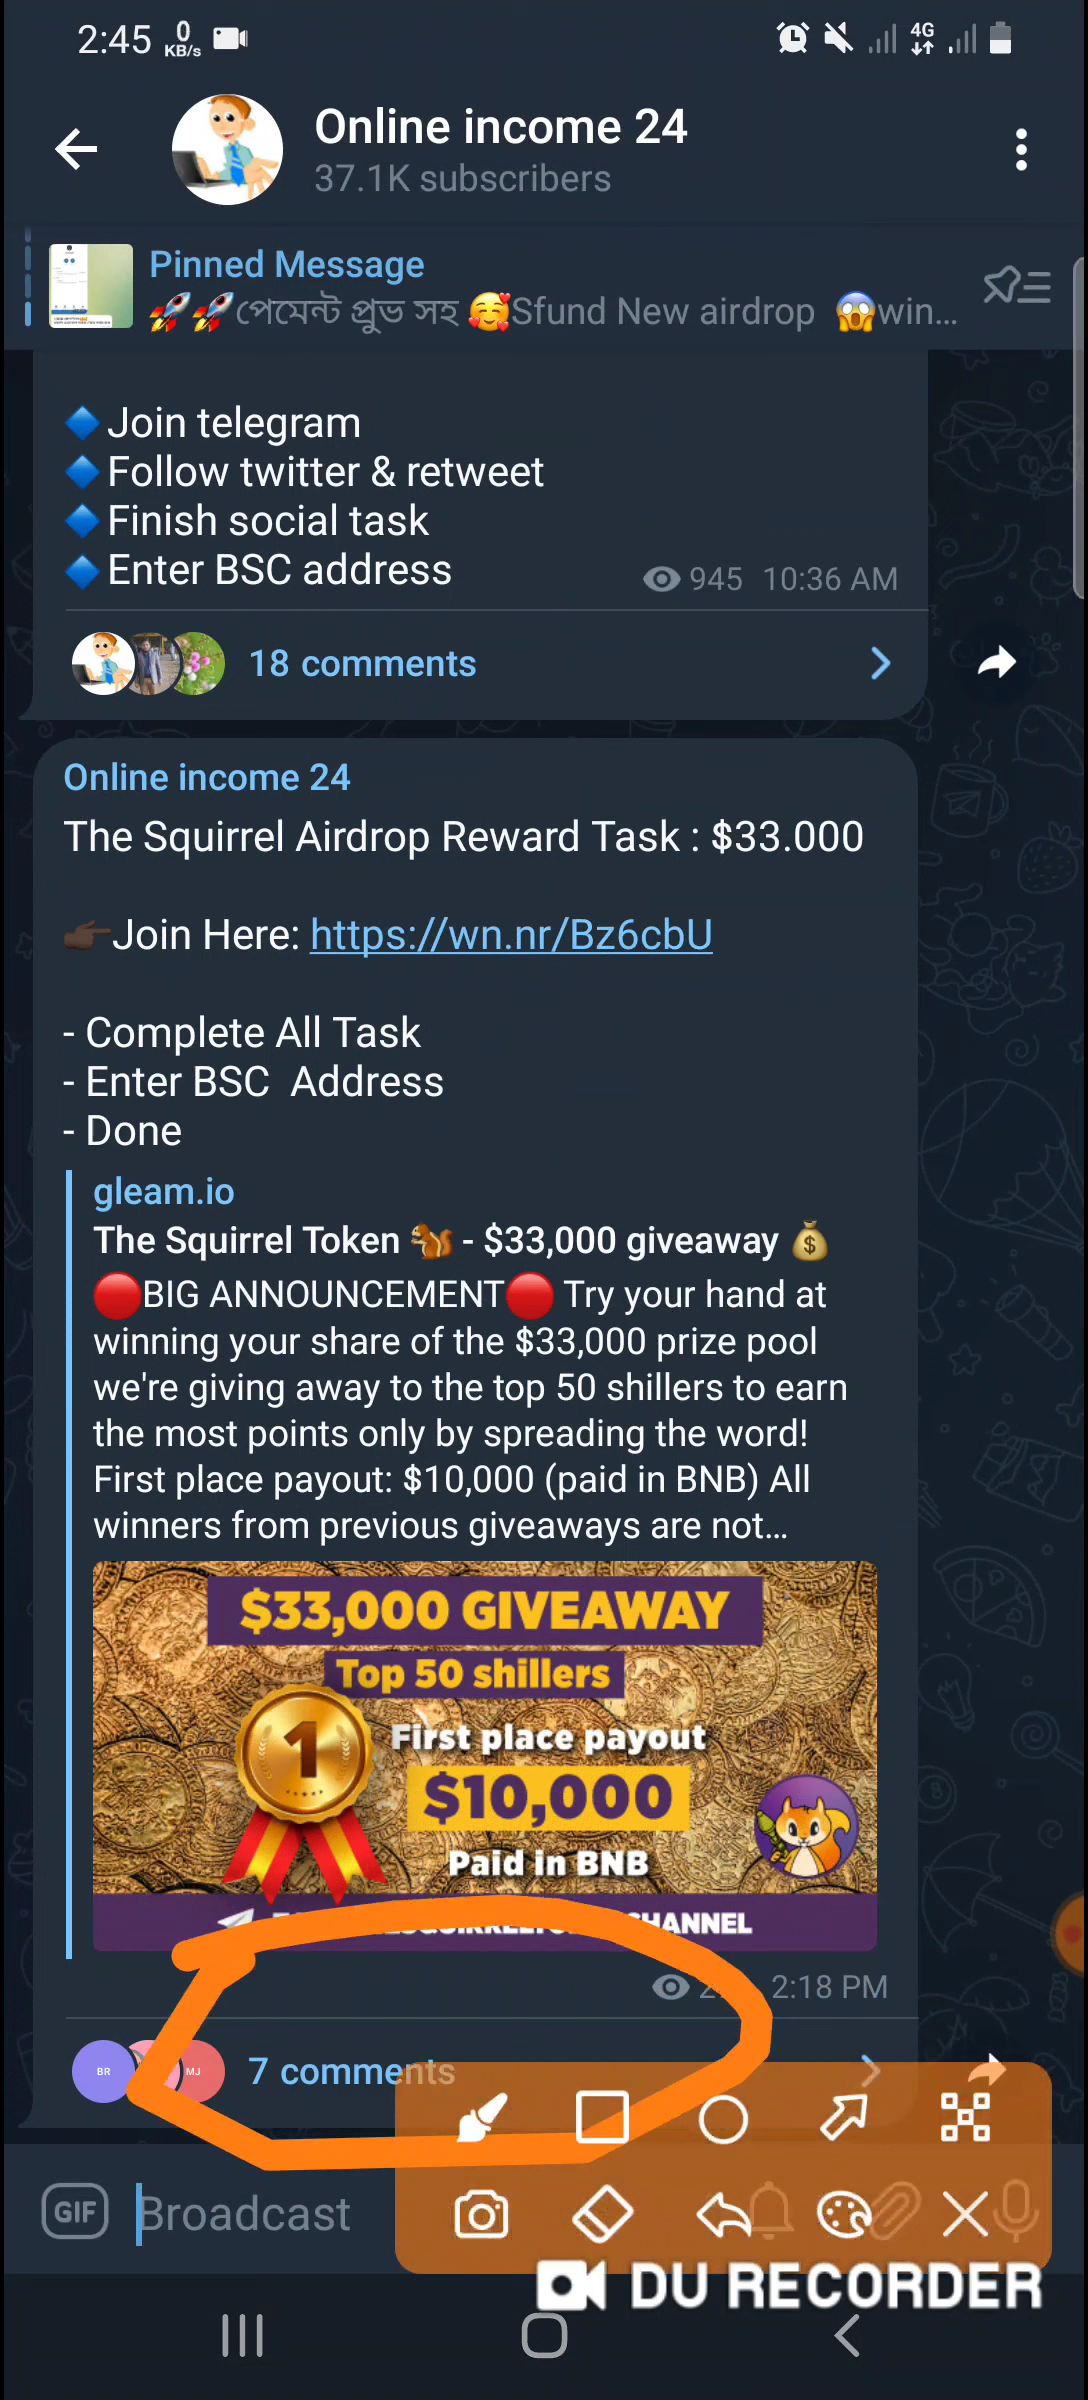 2:45 0 KB/s 4G
Online income 24
37.1K subscribers
Pinned Message
🚀🚀পেমেন্ট প্রুভ সহ 🥰Sfund New airdrop 😱win...
🔹Join telegram
🔹Follow twitter & retweet
🔹Finish social task
🔹Enter BSC address
945 10:36 AM
18 comments
Online income 24
The Squirrel Airdrop Reward Task : $33.000
👉🏿Join Here: https://wn.nr/Bz6cbU
- Complete All Task
- Enter BSC  Address
- Done
gleam.io
The Squirrel Token 🐿 - $33,000 giveaway 💰
🔴BIG ANNOUNCEMENT🔴 Try your hand at
winning your share of the $33,000 prize pool
we're giving away to the top 50 shillers to earn
the most points only by spreading the word!
First place payout: $10,000 (paid in BNB) All
winners from previous giveaways are not...
$33,000 GIVEAWAY
Top 50 shillers
1
First place payout
$10,000
Paid in BNB
2:18 PM
BR MJ 7 comments
GIF Broadcast
DU RECORDER